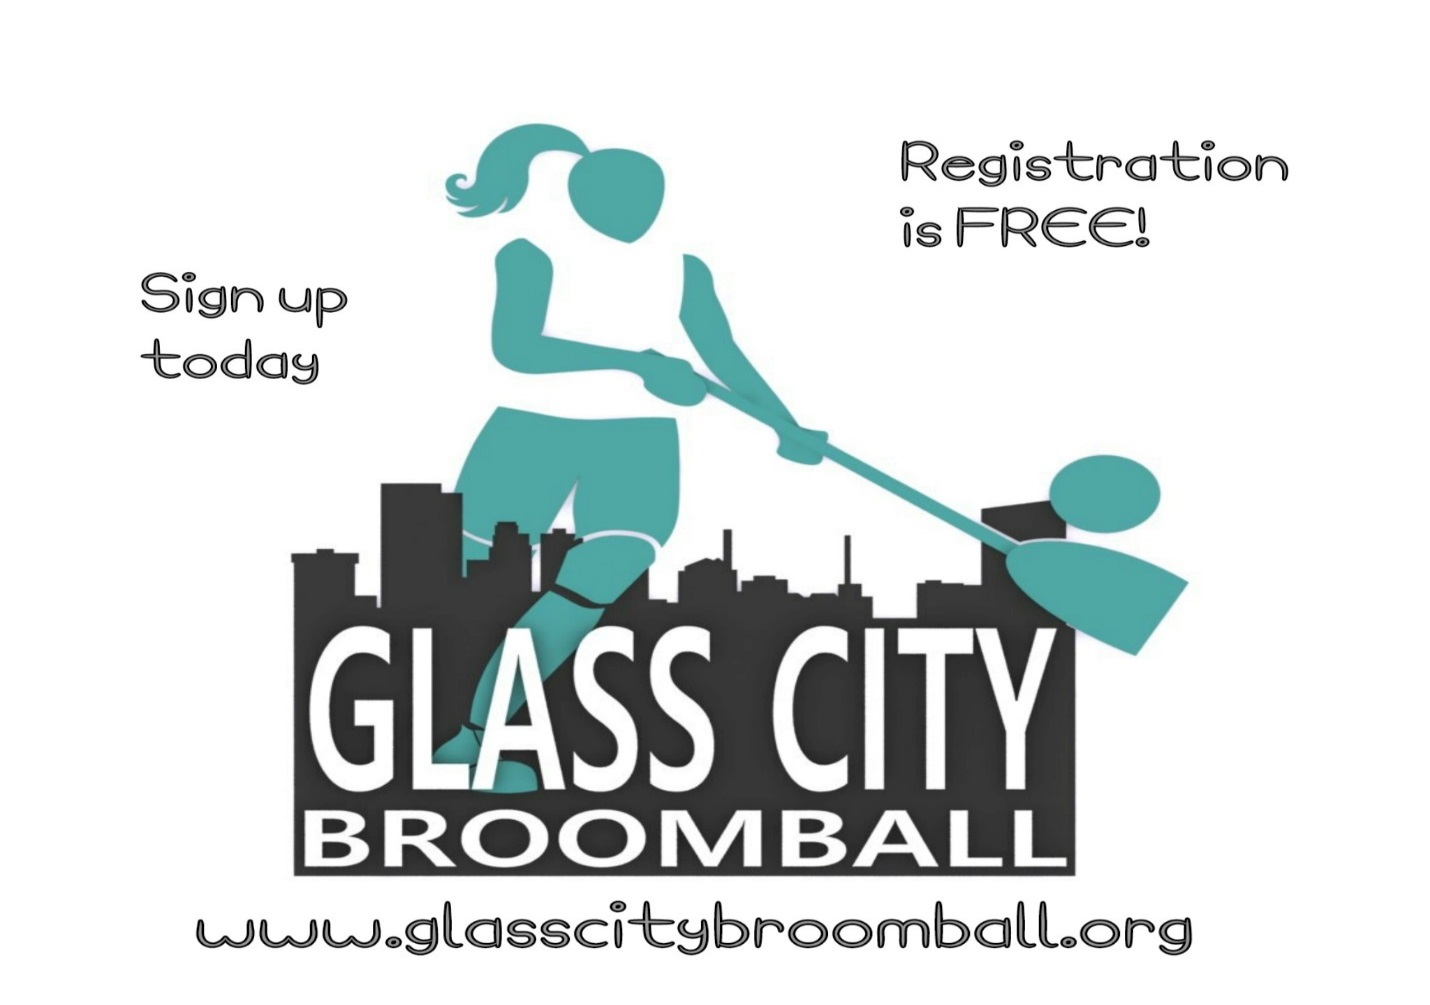 Registration
is FREE!
Sign up
today
GLASS CITY
BROOMBALL
www.glasscitybroomball.org